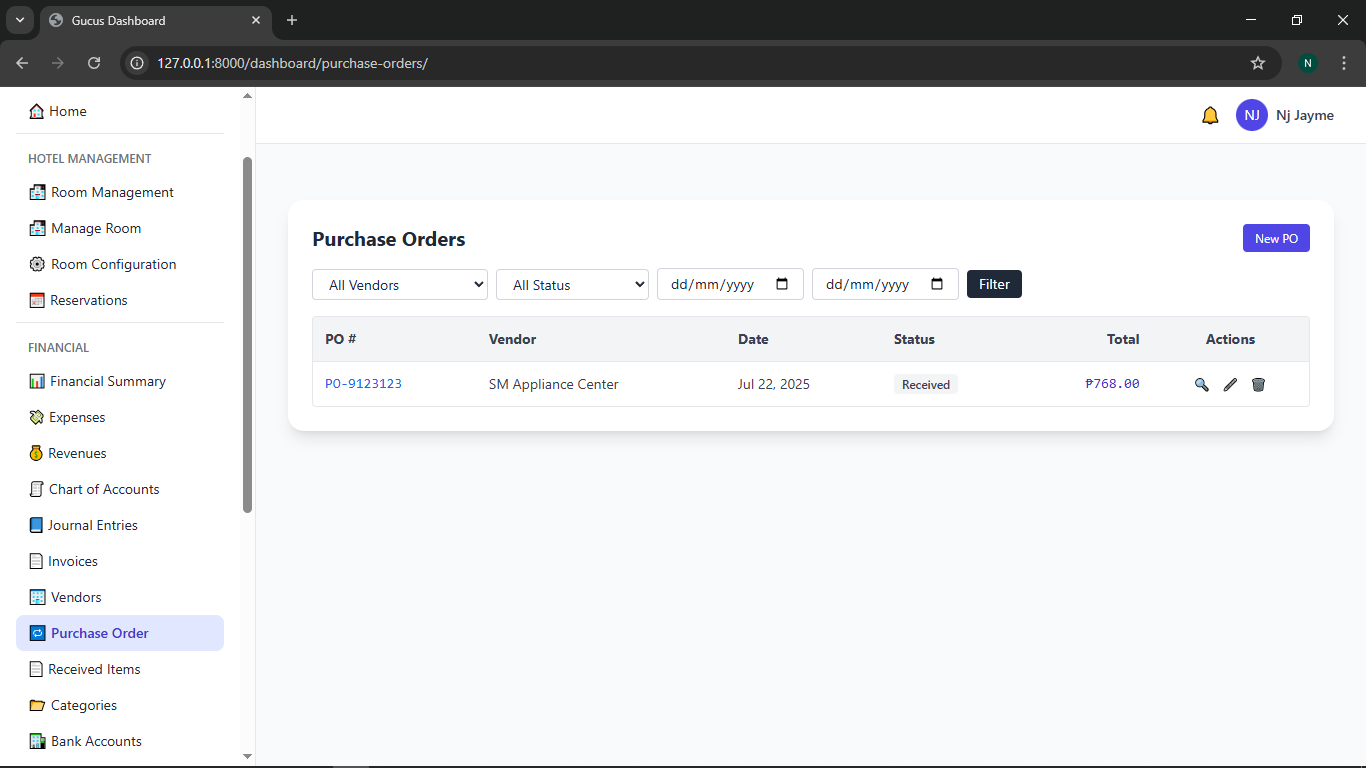 Gucus Dashboard
127.0.0.1:8000/dashboard/purchase-orders/
N
Home
HOTEL MANAGEMENT
Room Management
Manage Room
Room Configuration
Reservations
FINANCIAL
Financial Summary
Expenses
Revenues
Chart of Accounts
Journal Entries
Invoices
Vendors
Purchase Order
Received Items
Categories
Bank Accounts
NJ Nj Jayme
Purchase Orders
New PO
All Vendors All Status dd/mm/yyyy dd/mm/yyyy Filter
PO # Vendor Date Status Total Actions
PO-9123123 SM Appliance Center Jul 22, 2025 Received ₱768.00